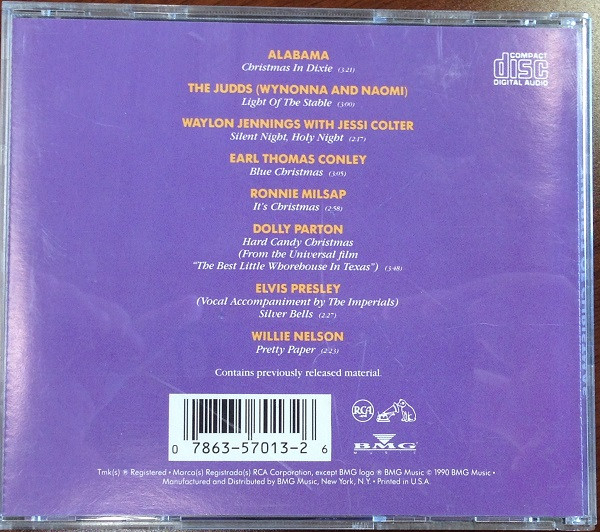 ALABAMA
Christmas In Dixie (3:21)
COMPACT
disc
DIGITAL AUDIO
THE JUDDS (WYNONNA AND NAOMI)
Light Of The Stable (3:00)
WAYLON JENNINGS WITH JESSI COLTER
Silent Night, Holy Night (2:17)
EARL THOMAS CONLEY
Blue Christmas (3:05)
RONNIE MILSAP
It's Christmas (2:58)
DOLLY PARTON
Hard Candy Christmas
(From the Universal film
"The Best Little Whorehouse In Texas") (3:48)
ELVIS PRESLEY
(Vocal Accompaniment by The Imperials)
Silver Bells (2:27)
WILLIE NELSON
Pretty Paper (2:23)
Contains previously released material.
RCA
BMG
MUSIC
0 7863-57013-2 6
Tmk(s) ® Registered • Marca(s) Registrada(s) RCA Corporation, except BMG logo ® BMG Music • © 1990 BMG Music •
Manufactured and Distributed by BMG Music, New York, N.Y. • Printed in U.S.A.